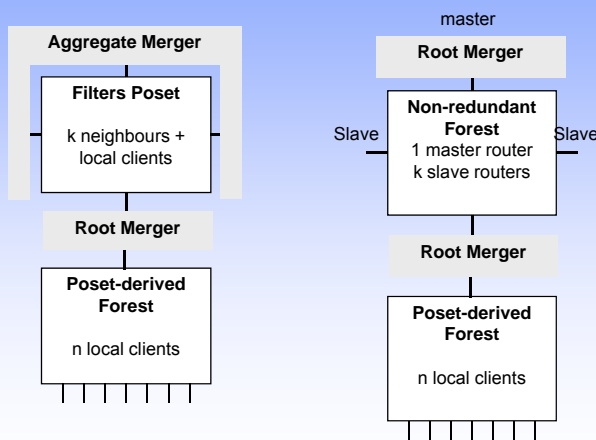 Aggregate Merger
Filters Poset
k neighbours +
local clients
Root Merger
Poset-derived
Forest
n local clients
master
Root Merger
Non-redundant
Forest
1 master router
k slave routers
Slave
Slave
Root Merger
Poset-derived
Forest
n local clients